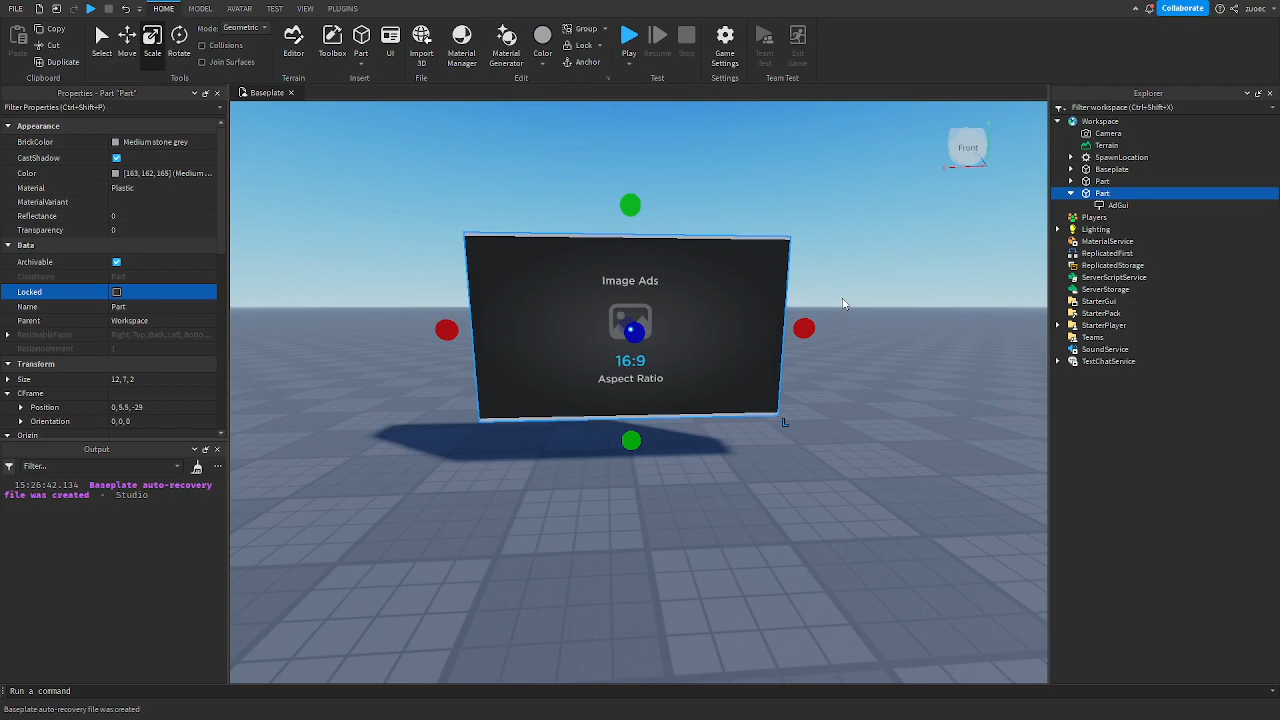 FILE
HOME
MODEL
AVATAR
TEST
VIEW
PLUGINS
Collaborate
zuoec
Paste
Copy
Cut
Duplicate
Clipboard
Select
Move
Scale
Rotate
Mode: Geometric
Collisions
Join Surfaces
Tools
Editor
Terrain
Toolbox
Part
UI
Insert
Import 3D
File
Material Manager
Material Generator
Color
Group
Lock
Anchor
Edit
Play
Resume
Stop
Test
Game Settings
Settings
Team Test
Exit Game
Team Test
Properties - Part "Part"
Filter Properties (Ctrl+Shift+P)
Appearance
BrickColor Medium stone grey
CastShadow
Color [163, 162, 165] (Medium ...
Material Plastic
MaterialVariant
Reflectance 0
Transparency 0
Data
Archivable
ClassName Part
Locked
Name Part
Parent Workspace
ResizeableFaces Right, Top, Back, Left, Botto...
ResizeIncrement 1
Transform
Size 12, 7, 2
CFrame
Position 0, 5.5, -29
Orientation 0, 0, 0
Origin
Output
Filter...
15:26:42.134 Baseplate auto-recovery
file was created - Studio
Baseplate
Front
Y
X
Image Ads
16:9
Aspect Ratio
L
Explorer
Filter workspace (Ctrl+Shift+X)
Workspace
Camera
Terrain
SpawnLocation
Baseplate
Part
Part
AdGui
Players
Lighting
MaterialService
ReplicatedFirst
ReplicatedStorage
ServerScriptService
ServerStorage
StarterGui
StarterPack
StarterPlayer
Teams
SoundService
TextChatService
Run a command
Baseplate auto-recovery file was created